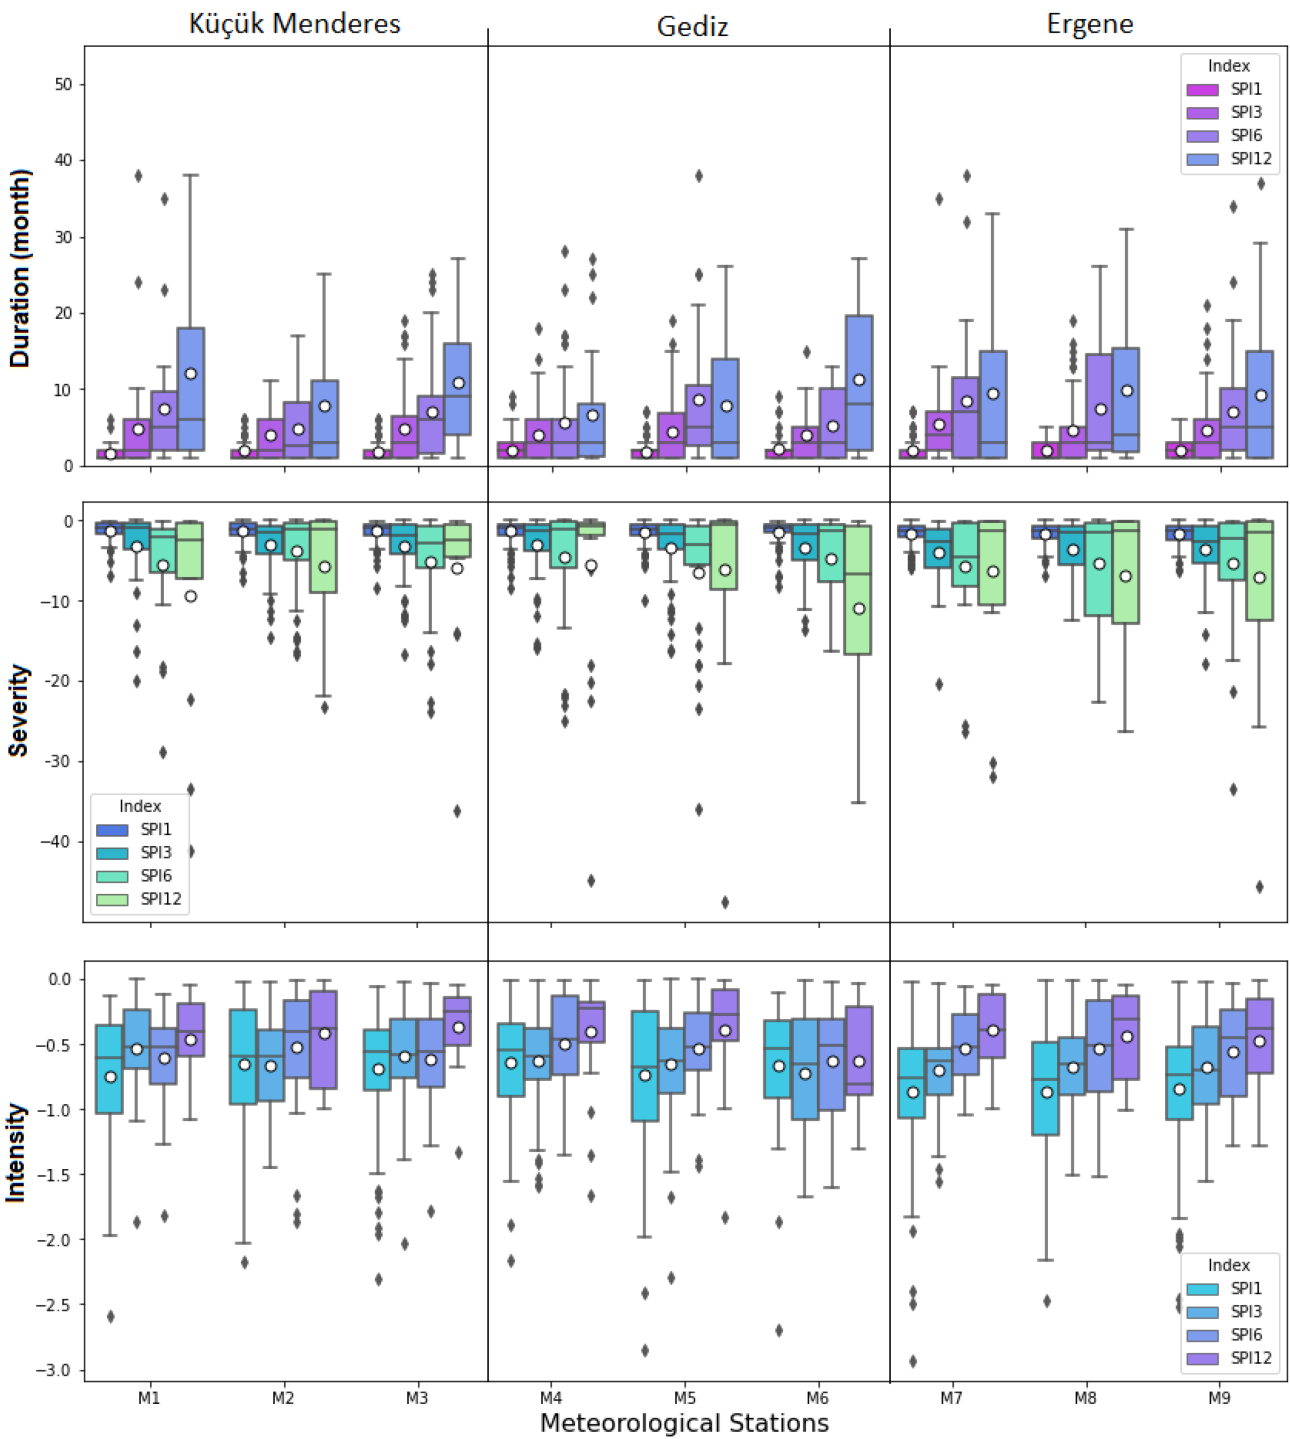 Küçük Menderes Gediz Ergene
Duration (month)
50
40
30
20
10
0
Index
SPI1
SPI3
SPI6
SPI12
Severity
0
−10
−20
−30
−40
Index
SPI1
SPI3
SPI6
SPI12
Intensity
0.0
−0.5
−1.0
−1.5
−2.0
−2.5
−3.0
Index
SPI1
SPI3
SPI6
SPI12
M1 M2 M3 M4 M5 M6 M7 M8 M9
Meteorological Stations